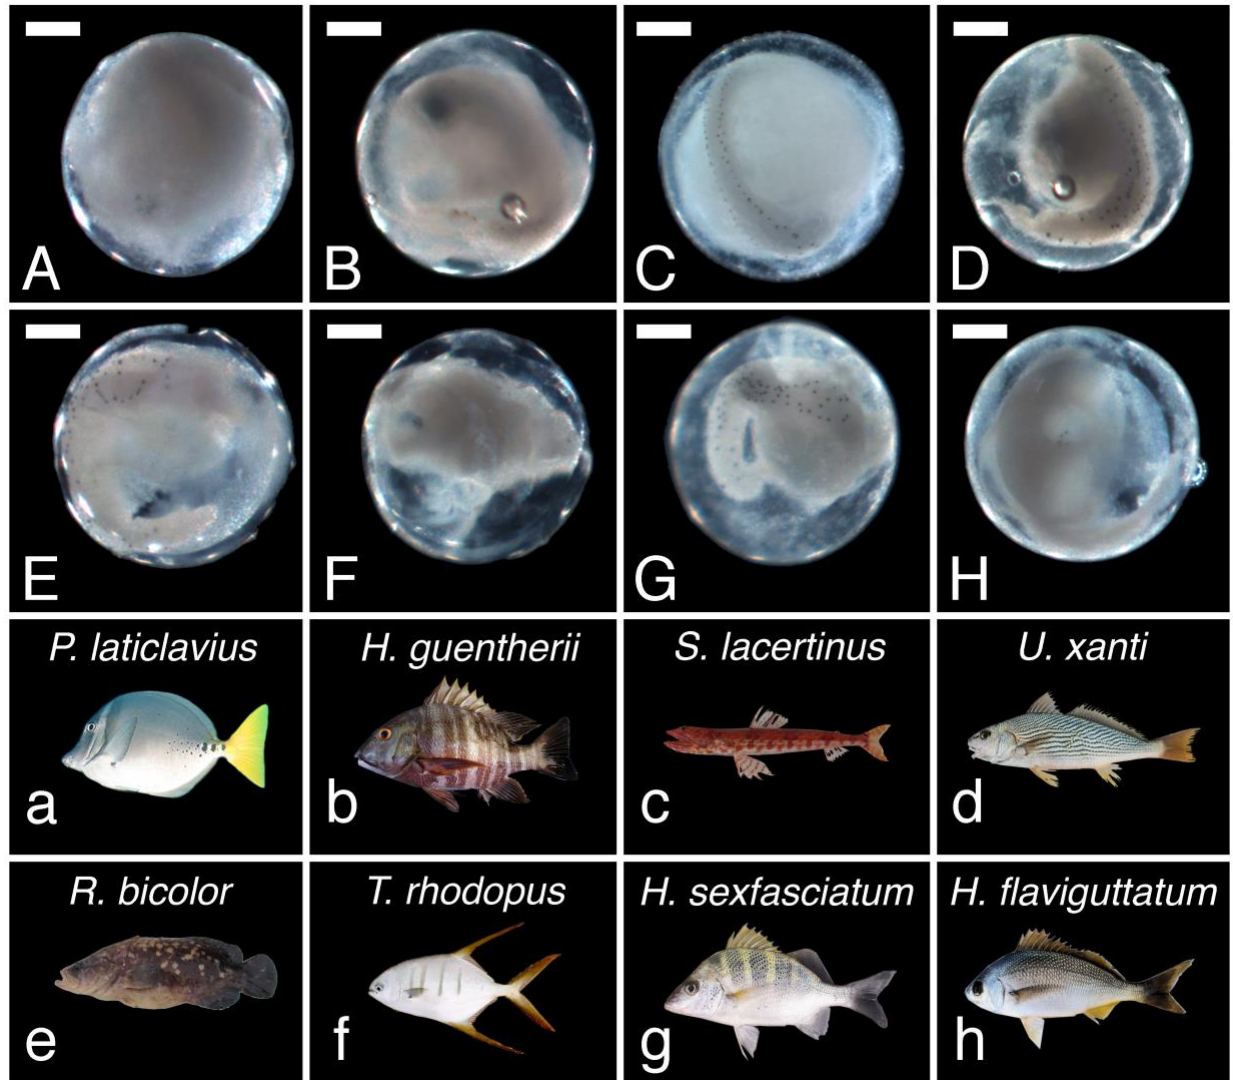 A B C D
E F G H
P. laticlavius H. guentherii S. lacertinus U. xanti
a b c d
R. bicolor T. rhodopus H. sexfasciatum H. flaviguttatum
e f g h